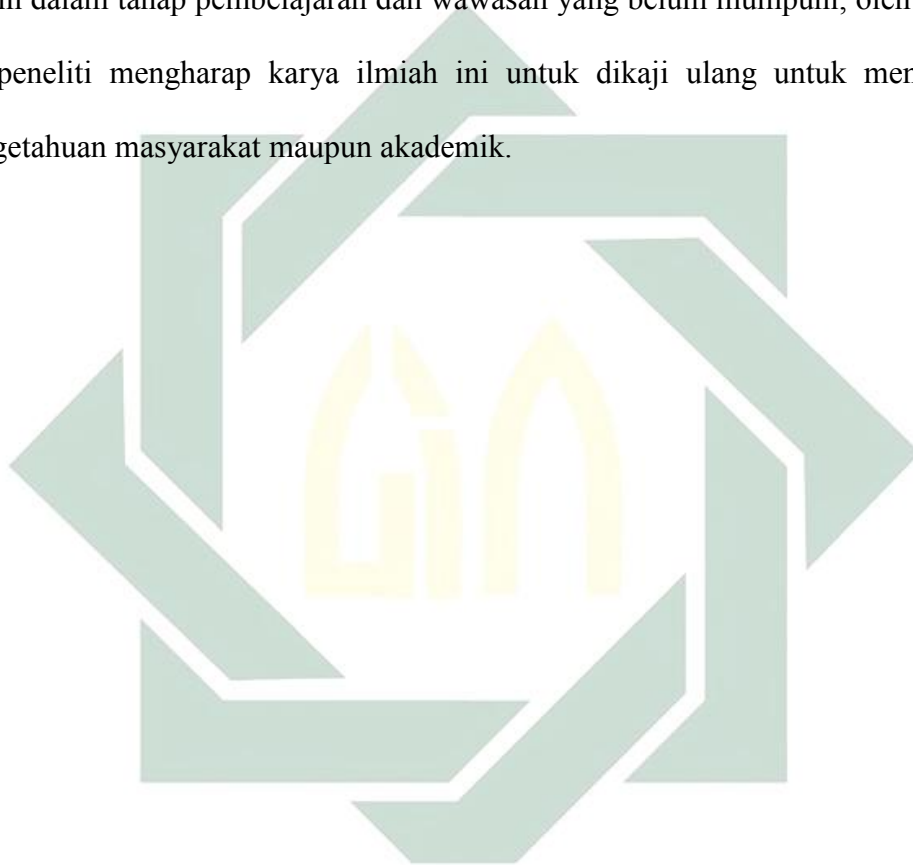 dalam tahap pembelajaran dan wawasan yang belum mumpuni, oleh
peneliti mengharap karya ilmiah ini untuk dikaji ulang untuk men
getahuan masyarakat maupun akademik.